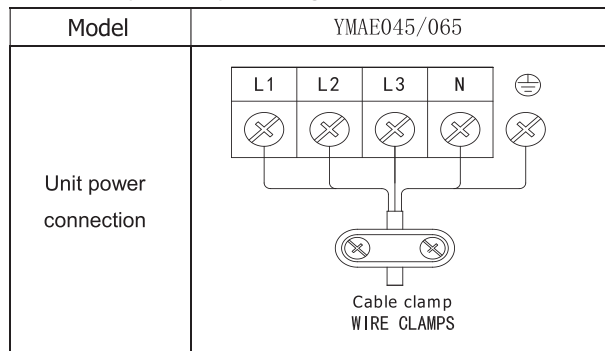 Model
YMAE045/065
L1 L2 L3 N
Unit power
connection
Cable clamp
WIRE CLAMPS